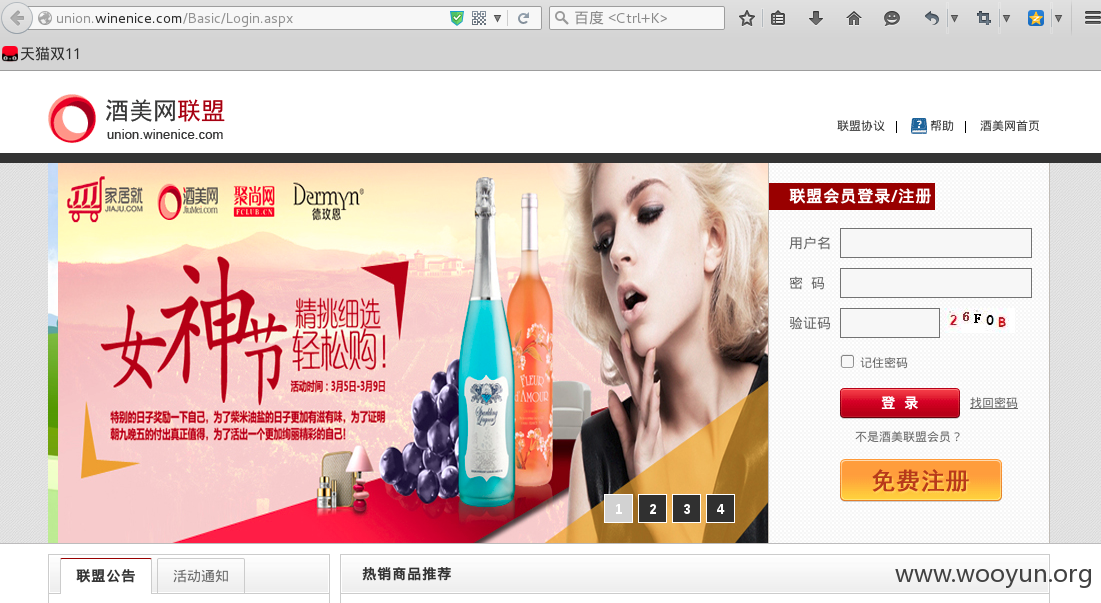 union.winenice.com/Basic/Login.aspx
百度 <Ctrl+K>
天猫双11
酒美网联盟
union.winenice.com
联盟协议 | ? 帮助 | 酒美网首页
家居就
JIAJU.COM
酒美网
JiuMei.com
聚尚网
FCLUB.CN
Dermyn®
德玫恩
女神节
精挑细选
轻松购!
活动时间:3月5日-3月9日
特别的日子奖励一下自己,为了柴米油盐的日子更加有滋有味,为了证明
朝九晚五的付出真正值得,为了活出一个更加绚丽精彩的自己!
FLEUR
D'AMOUR
1 2 3 4
联盟会员登录/注册
用户名
密 码
验证码
2 6 F 0 B
记住密码
登 录
找回密码
不是酒美联盟会员？
免费注册
联盟公告
活动通知
热销商品推荐
www.wooyun.org